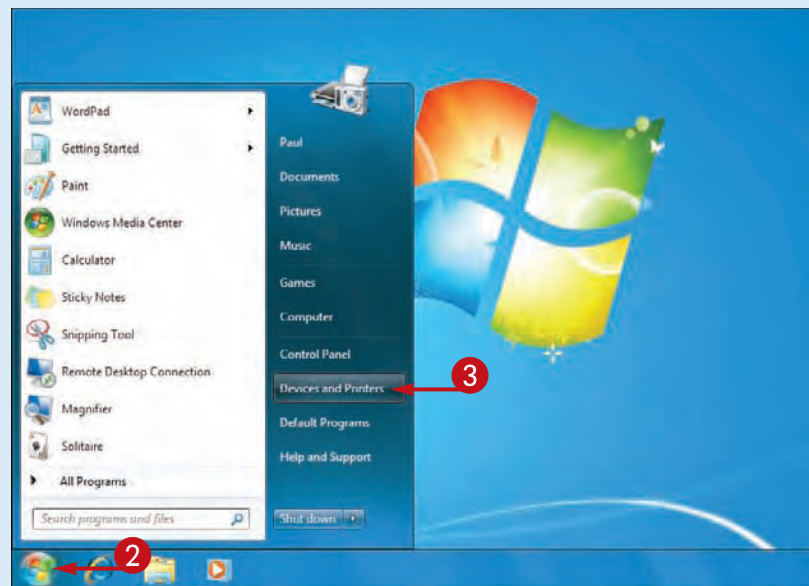 WordPad
Getting Started
Paint
Windows Media Center
Calculator
Sticky Notes
Snipping Tool
Remote Desktop Connection
Magnifier
Solitaire
All Programs
Search programs and files
Paul
Documents
Pictures
Music
Games
Computer
Control Panel
Devices and Printers
3
Default Programs
Help and Support
Shut down
2